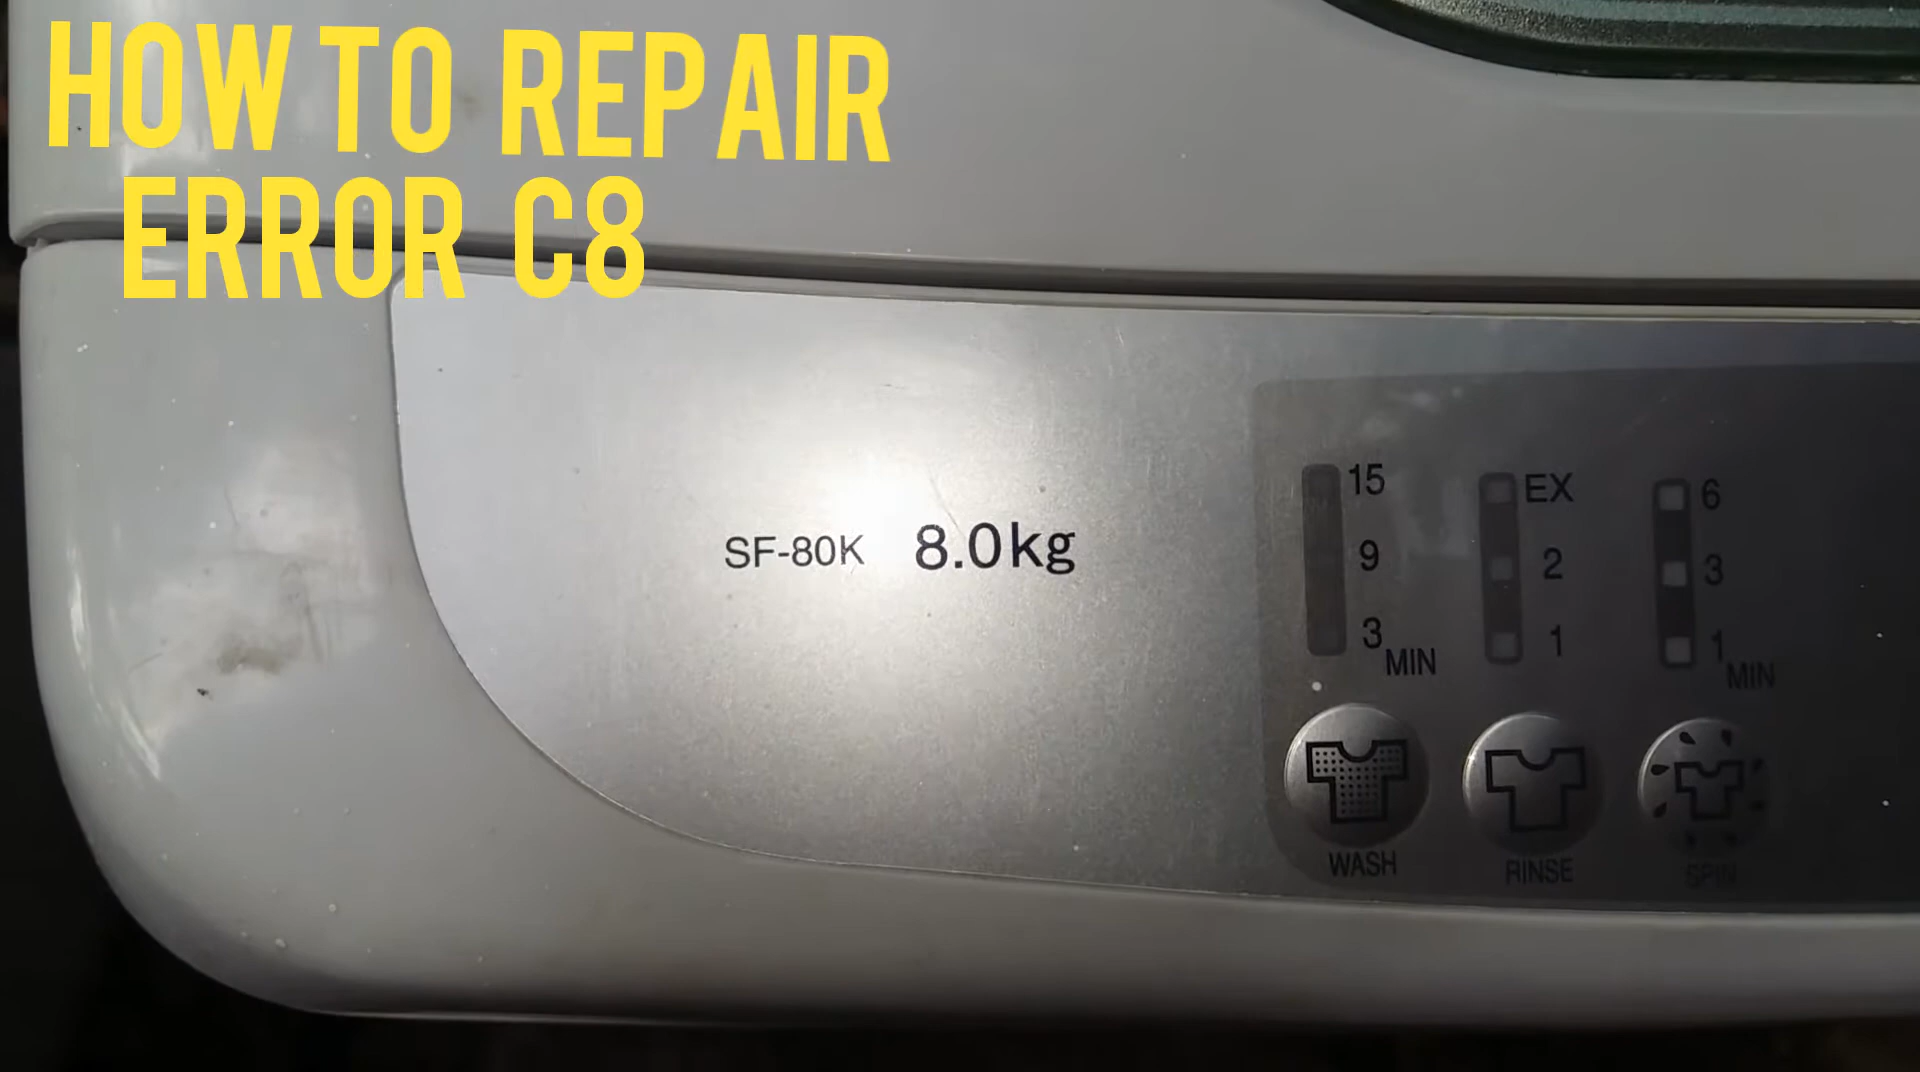 HOW TO REPAIR
ERROR C8
SF-80K 8.0kg
15 EX 6
9 2 3
3 MIN 1 1 MIN
WASH RINSE SPIN